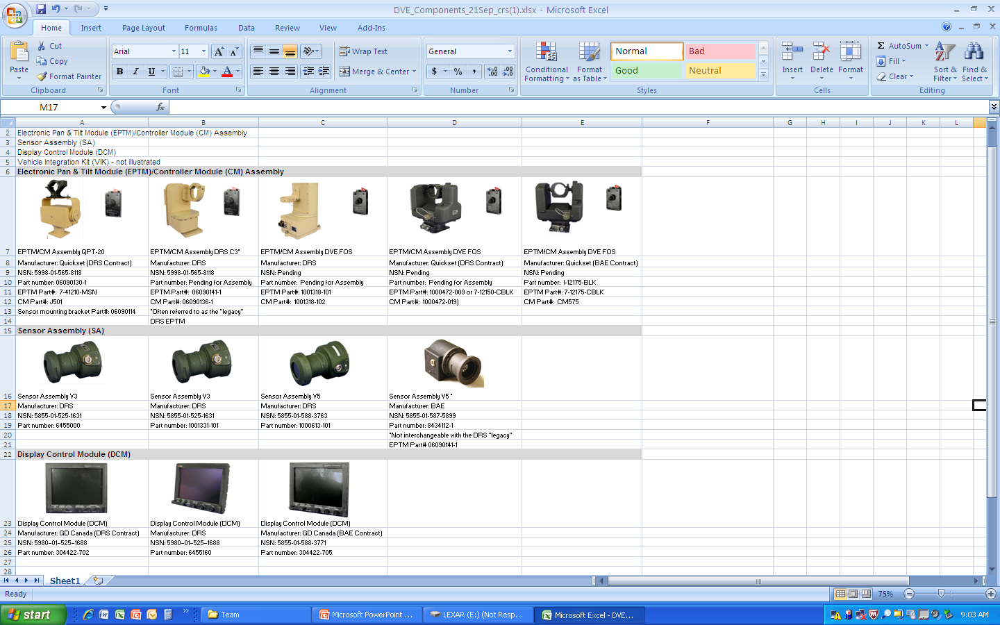 DVE_Components_21Sep_crs(1).xlsx - Microsoft Excel
Home Insert Page Layout Formulas Data Review View Add-Ins
Paste
Cut
Copy
Format Painter
Clipboard
Arial 11
B I U
Font
Wrap Text
Merge & Center
Alignment
General
$ % ,
Number
Conditional Formatting
Format as Table
Normal Bad
Good Neutral
Styles
Insert Delete Format
Cells
Σ AutoSum
Fill
Clear
Sort & Filter
Find & Select
Editing
M17 fx
A B C D E F G H I J K L
2 Electronic Pan & Tilt Module (EPTM)/Controller Module (CM) Assembly
3 Sensor Assembly (SA)
4 Display Control Module (DCM)
5 Vehicle Integration Kit (VIK) - not illustrated
6 Electronic Pan & Tilt Module (EPTM)/Controller Module (CM) Assembly
7 EPTM/CM Assembly QPT-20 EPTM/CM Assembly DRS C3* EPTM/CM Assembly DVE FOS EPTM/CM Assembly DVE FOS EPTM/CM Assembly DVE FOS
8 Manufacturer: Quickset (DRS Contract) Manufacturer: DRS Manufacturer: DRS Manufacturer: Quickset (DRS Contract) Manufacturer: Quickset (BAE Contract)
9 NSN: 5998-01-565-8118 NSN: 5998-01-565-8118 NSN: Pending NSN: Pending NSN: Pending
10 Part number: 06090130-1 Part number: Pending for Assembly Part number: Pending for Assembly Part number: Pending for Assembly Part number: I-12175-BLK
11 EPTM Part#: 7-41210-MSN EPTM Part#: 06090141-1 EPTM Part#: 1001318-101 EPTM Part#: 1000472-009 or 7-12150-CBLK EPTM Part#: 7-12175-CBLK
12 CM Part#: J501 CM Part#: 06090136-1 CM Part#: 1001318-102 CM Part#: 1000472-019) CM Part#: CM575
13 Sensor mounting bracket Part#: 06090114 *Often referred to as the "legacy"
14 DRS EPTM
15 Sensor Assembly (SA)
16 Sensor Assembly V3 Sensor Assembly V3 Sensor Assembly V5 Sensor Assembly V5 *
17 Manufacturer: DRS Manufacturer: DRS Manufacturer: DRS Manufacturer: BAE
18 NSN: 5855-01-525-1631 NSN: 5855-01-525-1631 NSN: 5855-01-588-3763 NSN: 5855-01-587-5899
19 Part number: 6455000 Part number: 1001331-101 Part number: 1000613-101 Part number: 8434112-1
20 *Not interchangeable with the DRS "legacy"
21 EPTM Part# 06090141-1
22 Display Control Module (DCM)
23 Display Control Module (DCM) Display Control Module (DCM) Display Control Module (DCM)
24 Manufacturer: GD Canada (DRS Contract) Manufacturer: DRS Manufacturer: GD Canada (BAE Contract)
25 NSN: 5980-01-525-1688 NSN: 5980-01-525-1688 NSN: 5855-01-588-3771
26 Part number: 304422-702 Part number: 6455160 Part number: 304422-705
27
28
Sheet1
Ready 75%
start Team Microsoft PowerPoint ... LEXAR (E:) (Not Resp... Microsoft Excel - DVE... 9:03 AM